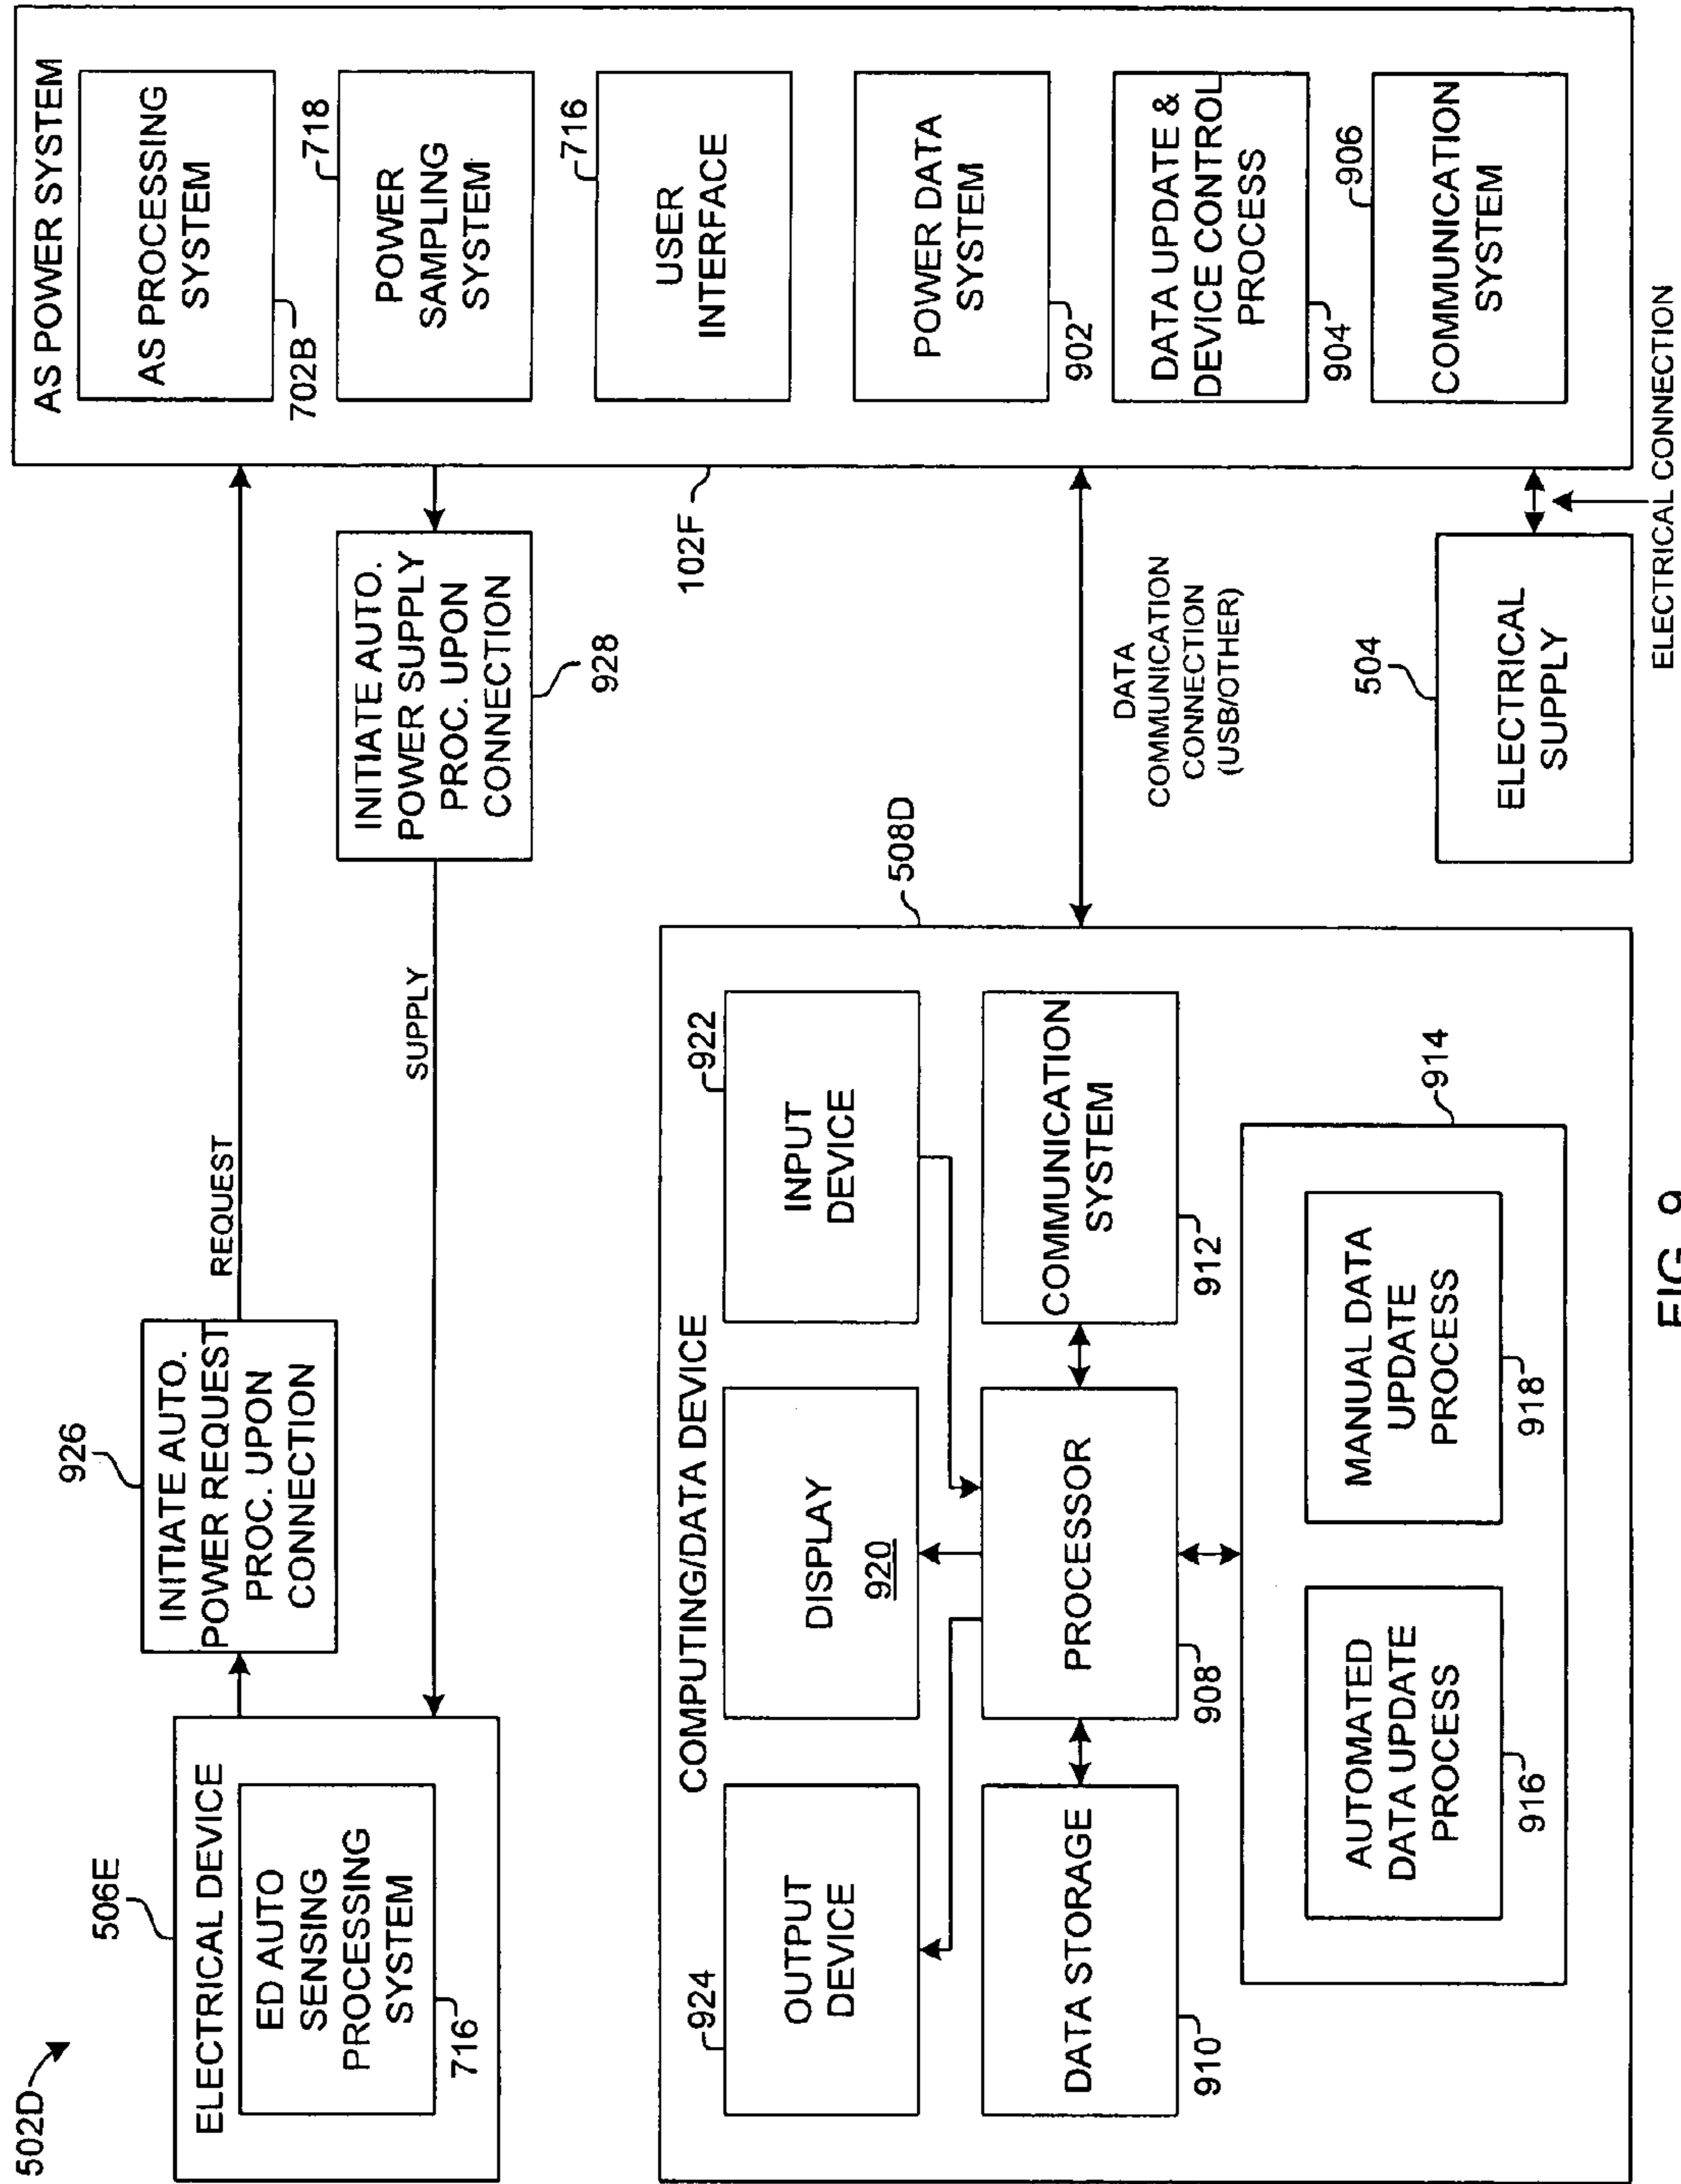 502D
506E
ELECTRICAL DEVICE
ED AUTO
SENSING
PROCESSING
SYSTEM
716
926
INITIATE AUTO.
POWER REQUEST
PROC. UPON
CONNECTION
REQUEST
SUPPLY
INITIATE AUTO.
POWER SUPPLY
PROC. UPON
CONNECTION
928
AS POWER SYSTEM
AS PROCESSING
SYSTEM
702B
718
POWER
SAMPLING
SYSTEM
716
USER
INTERFACE
POWER DATA
SYSTEM
902
DATA UPDATE &
DEVICE CONTROL
PROCESS
904
906
COMMUNICATION
SYSTEM
102F
DATA
COMMUNICATION
CONNECTION
(USB/OTHER)
504
ELECTRICAL
SUPPLY
ELECTRICAL CONNECTION
508D
COMPUTING/DATA DEVICE
924
OUTPUT
DEVICE
DISPLAY
920
922
INPUT
DEVICE
DATA STORAGE
910
PROCESSOR
908
COMMUNICATION
SYSTEM
912
914
AUTOMATED
DATA UPDATE
PROCESS
916
MANUAL DATA
UPDATE
PROCESS
918
FIG. 9